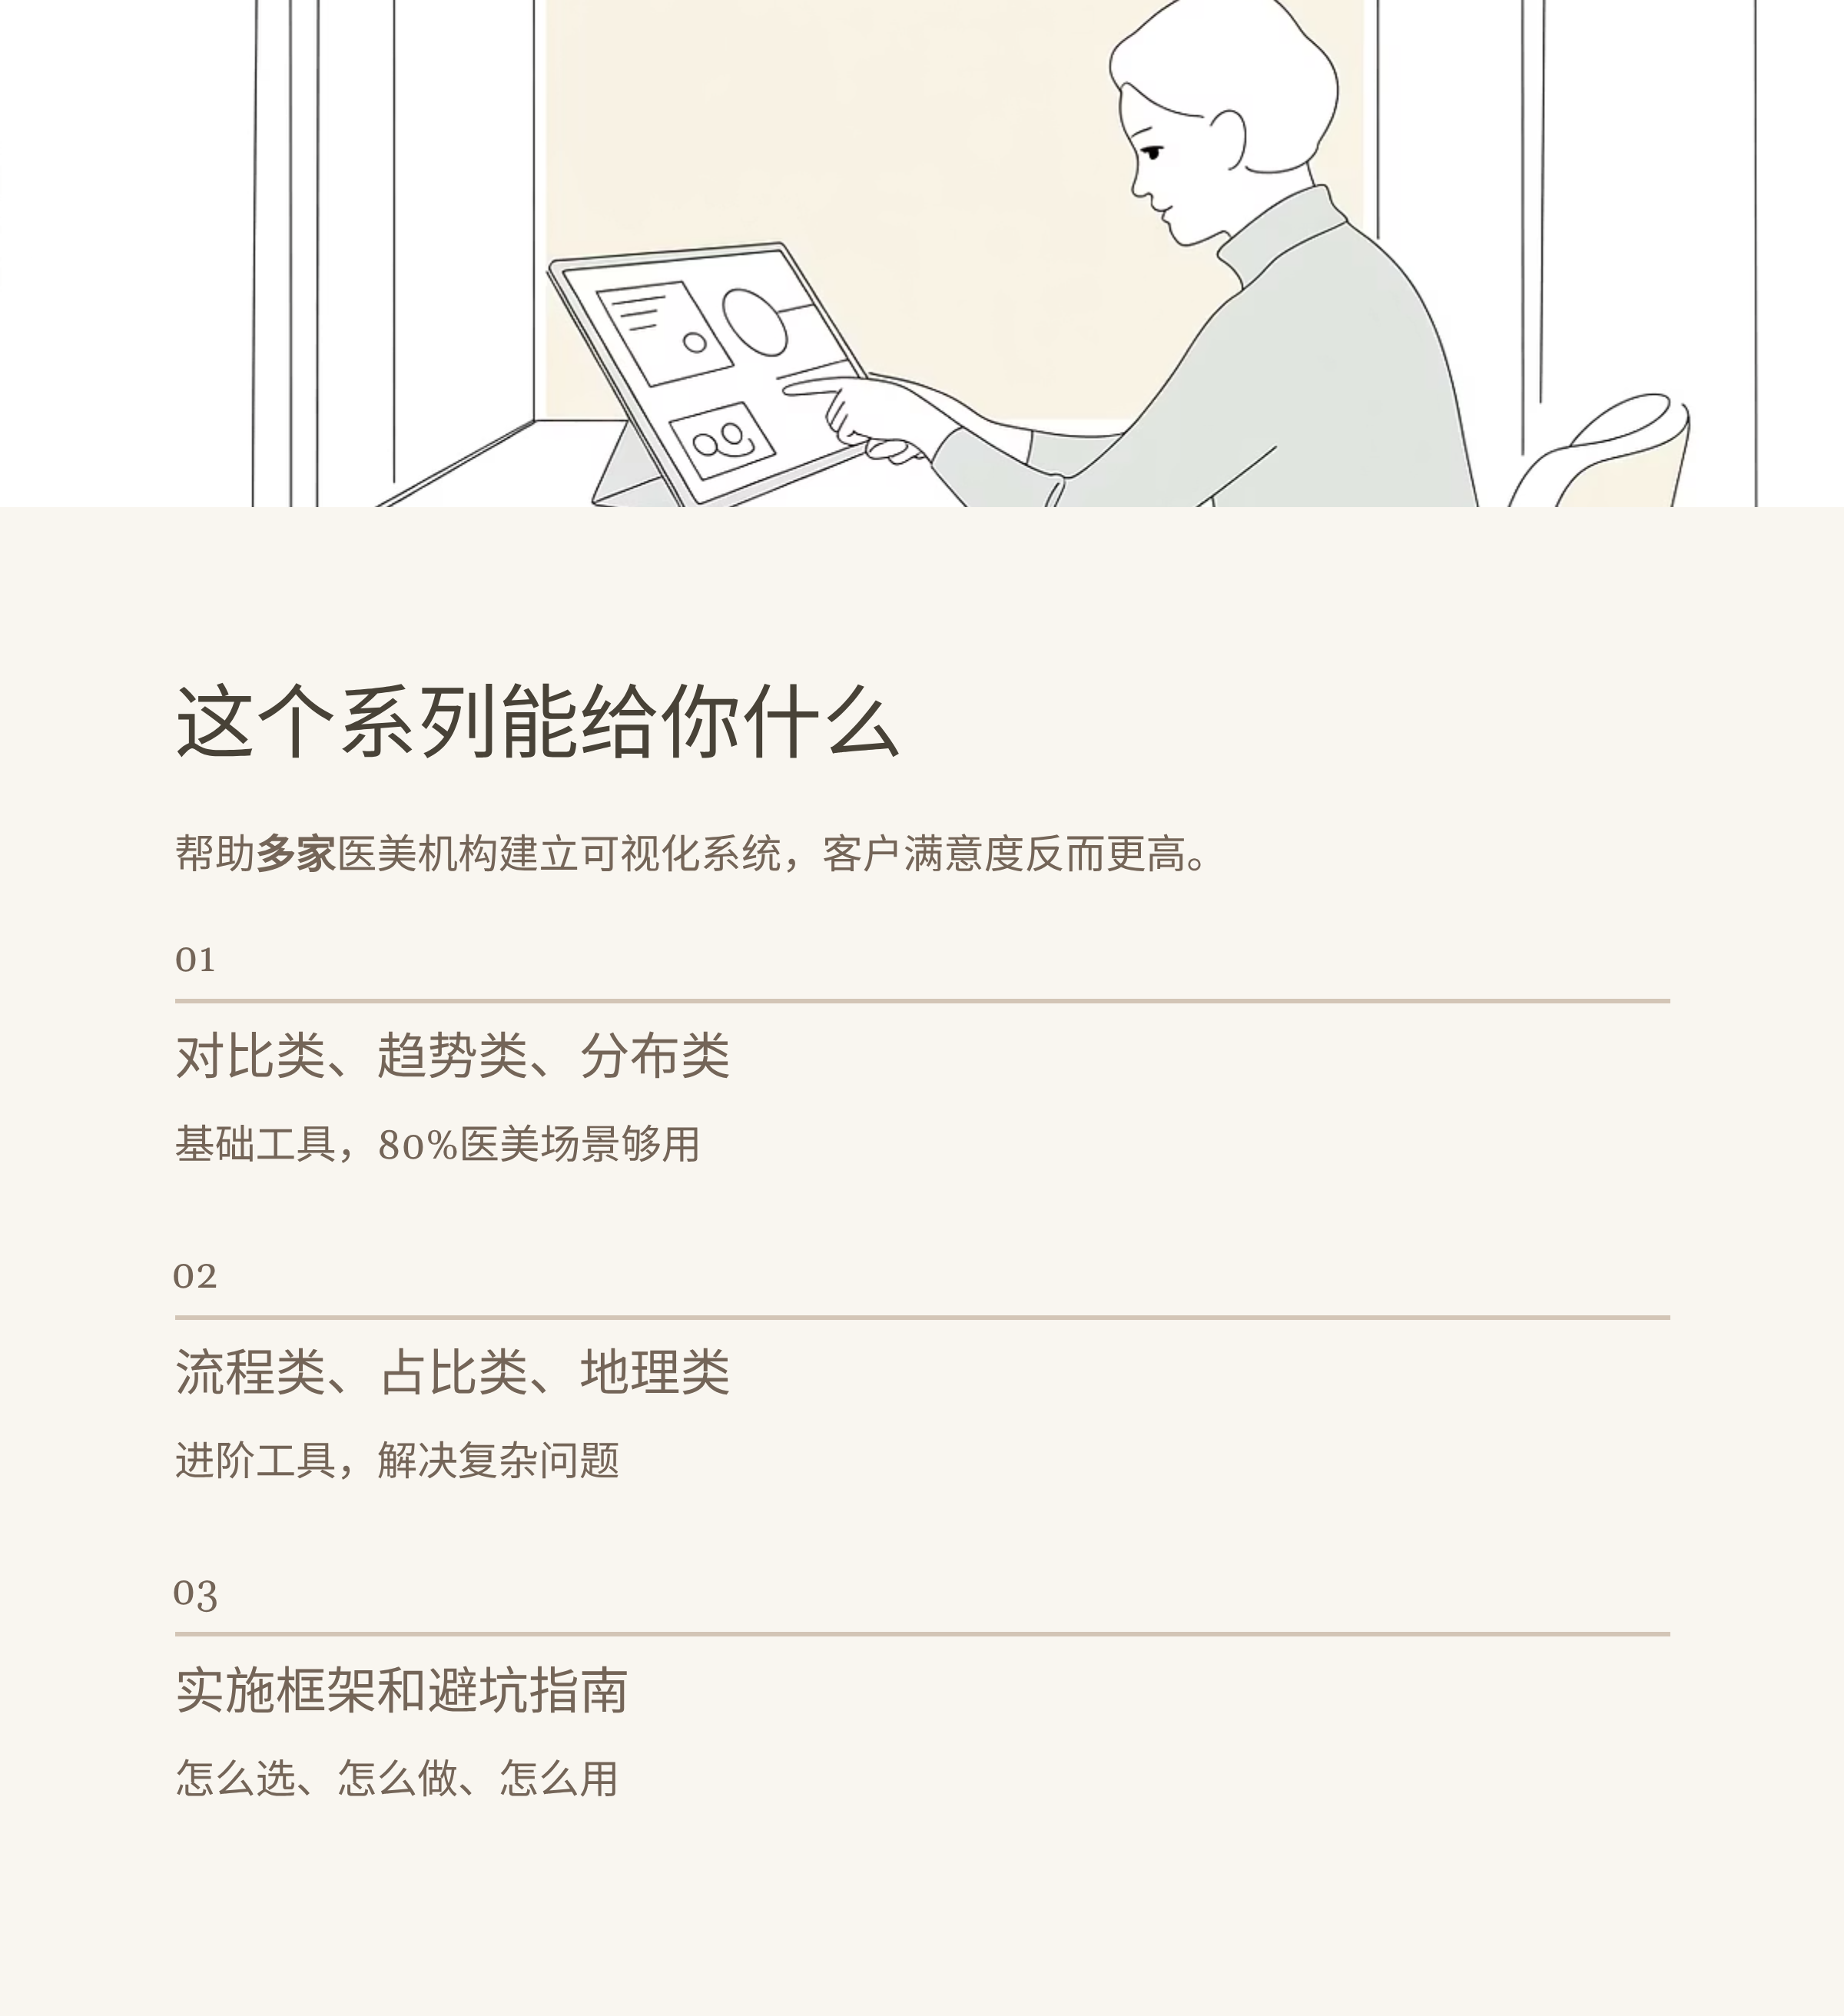 这个系列能给你什么
帮助多家医美机构建立可视化系统，客户满意度反而更高。
01
对比类、趋势类、分布类
基础工具，80%医美场景够用
02
流程类、占比类、地理类
进阶工具，解决复杂问题
03
实施框架和避坑指南
怎么选、怎么做、怎么用